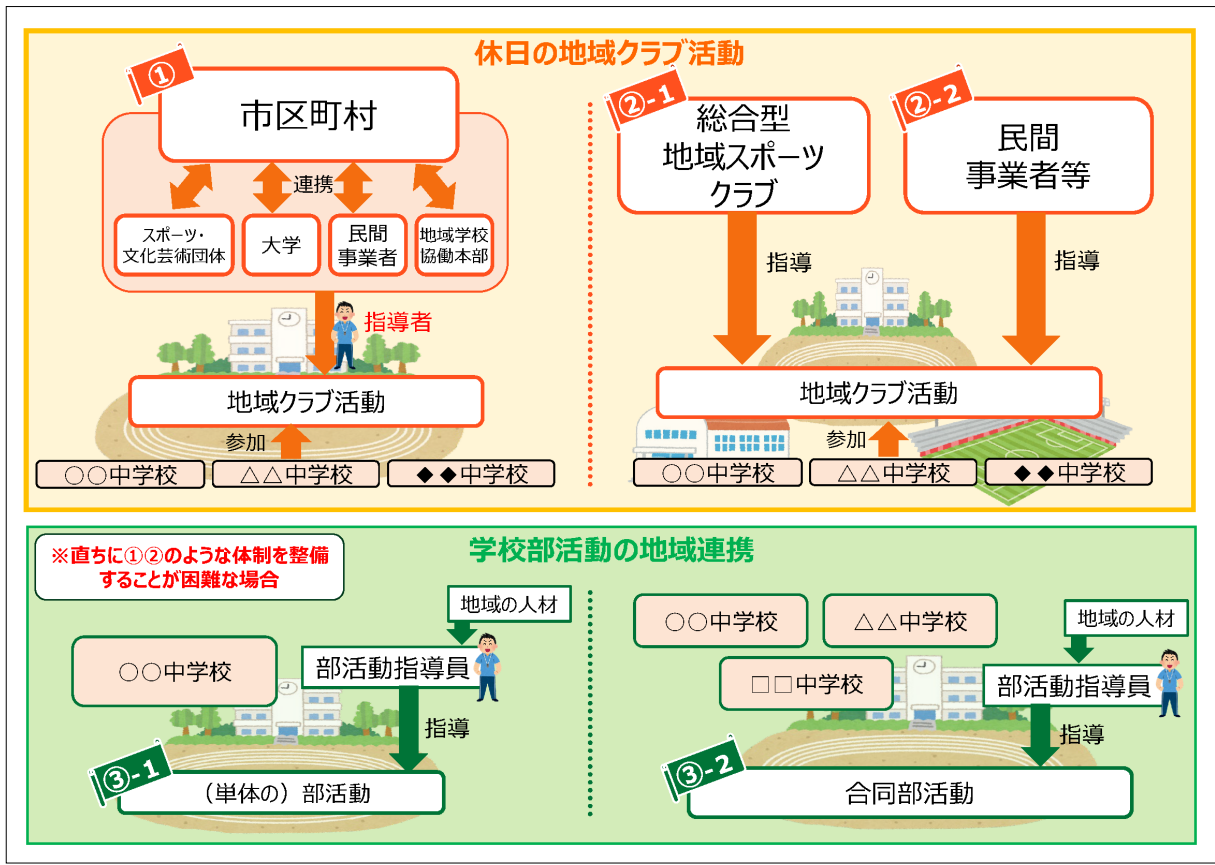 休日の地域クラブ活動
①
市区町村
連携
スポーツ・
文化芸術団体
大学
民間
事業者
地域学校
協働本部
指導者
地域クラブ活動
参加
○○中学校
△△中学校
◆◆中学校
②-1
総合型
地域スポーツ
クラブ
指導
②-2
民間
事業者等
指導
地域クラブ活動
参加
○○中学校
△△中学校
◆◆中学校
学校部活動の地域連携
※直ちに①②のような体制を整備
することが困難な場合
地域の人材
○○中学校
部活動指導員
指導
③-1
（単体の）部活動
○○中学校
△△中学校
地域の人材
□□中学校
部活動指導員
指導
③-2
合同部活動